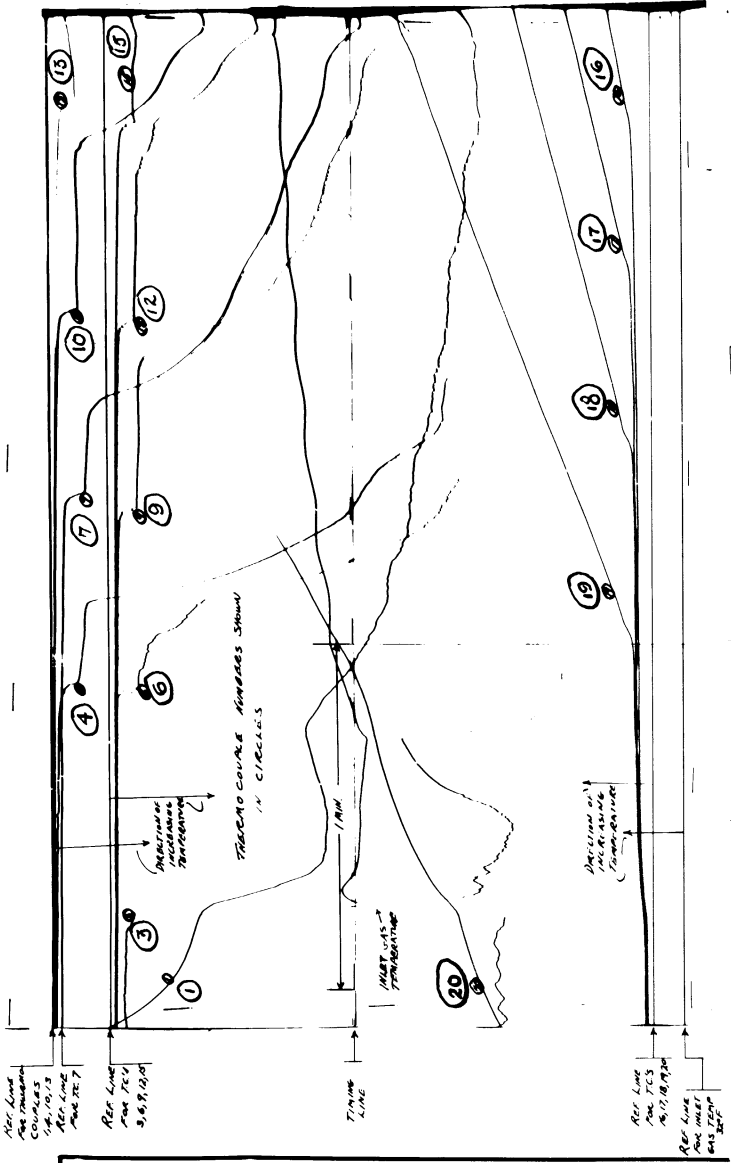 13
15
16
17
12
10
18
7
9
19
4
6
THERMOCOUPLE NUMBERS SHOWN
IN CIRCLES
DIRECTION OF
INCREASING
TEMPERATURE
1 MIN
DIRECTION OF
INCREASING
TEMPERATURE
3
1
INLET GAS
TEMPERATURE
20
REF. LINE
FOR THERMO
COUPLES
1,4,10,13
REF. LINE
FOR TC 7
REF. LINE
FOR TC'S
3,6,9,12,15
TIMING
LINE
REF LINE
FOR TC'S
16,17,18,19,20
REF LINE
FOR INLET
GAS TEMP
32°F